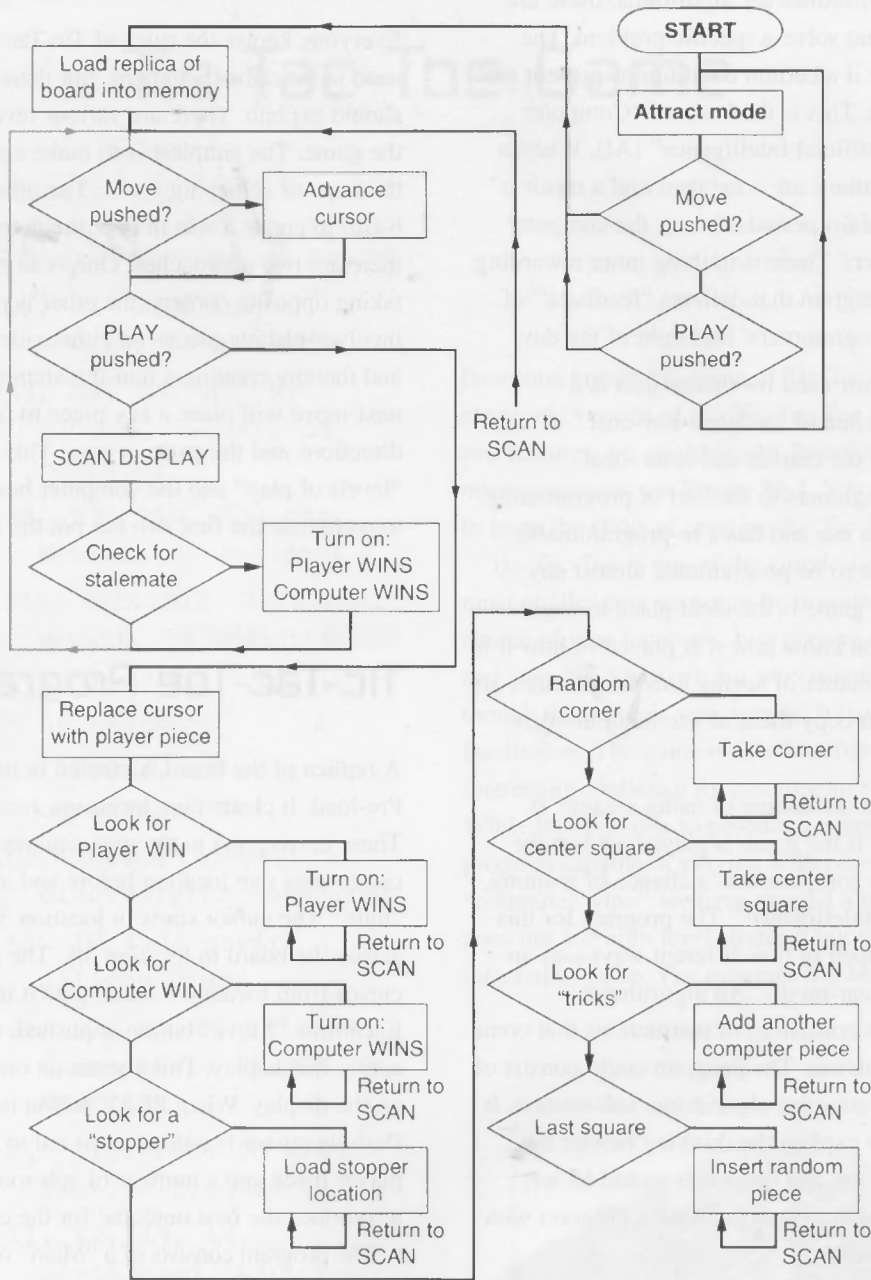 START
Load replica of
board into memory
Attract mode
Move
pushed?
Advance
cursor
Move
pushed?
PLAY
pushed?
PLAY
pushed?
Return to
SCAN
SCAN DISPLAY
Check for
stalemate
Turn on:
Player WINS
Computer WINS
Replace cursor
with player piece
Look for
Player WIN
Turn on:
Player WINS
Return to
SCAN
Look for
Computer WIN
Turn on:
Computer WINS
Return to
SCAN
Look for a
“stopper”
Load stopper
location
Return to
SCAN
Random
corner
Take corner
Return to
SCAN
Look for
center square
Take center
square
Return to
SCAN
Look for
“tricks”
Add another
computer piece
Return to
SCAN
Last square
Insert random
piece
Return to
SCAN